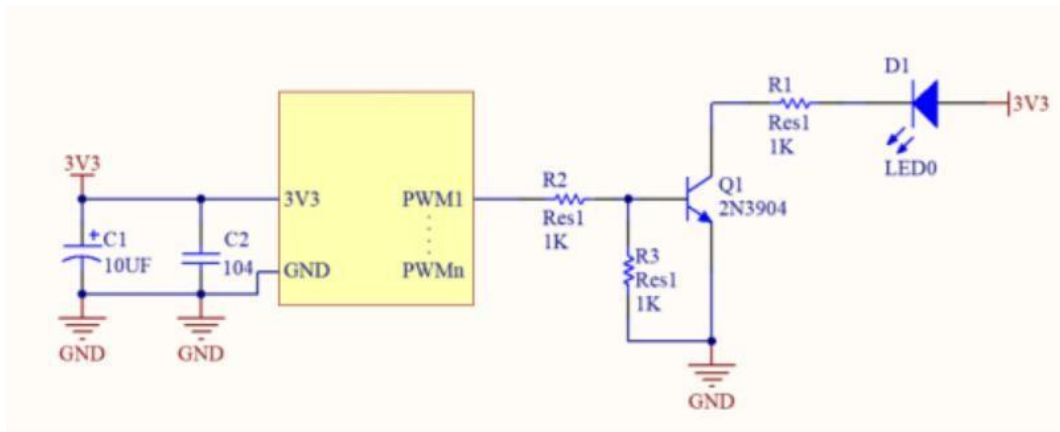 3V3
C1
10UF
C2
104
GND
GND
3V3
GND
PWM1
PWMn
R2
Res1
1K
R3
Res1
1K
Q1
2N3904
GND
R1
Res1
1K
D1
LED0
3V3